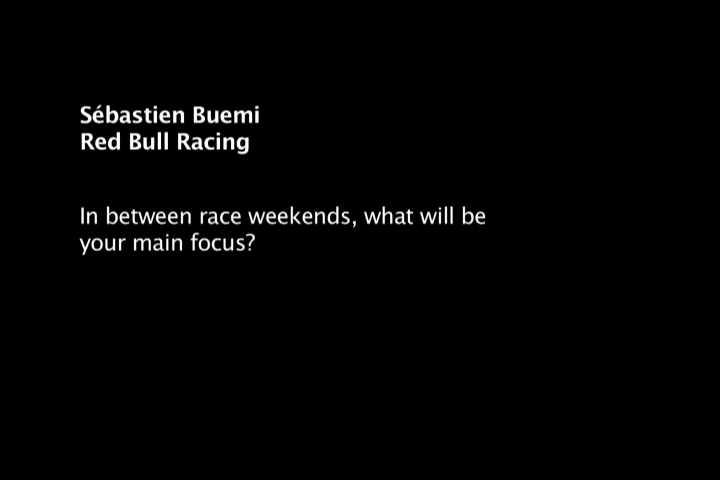 Sébastien Buemi
Red Bull Racing
In between race weekends, what will be
your main focus?